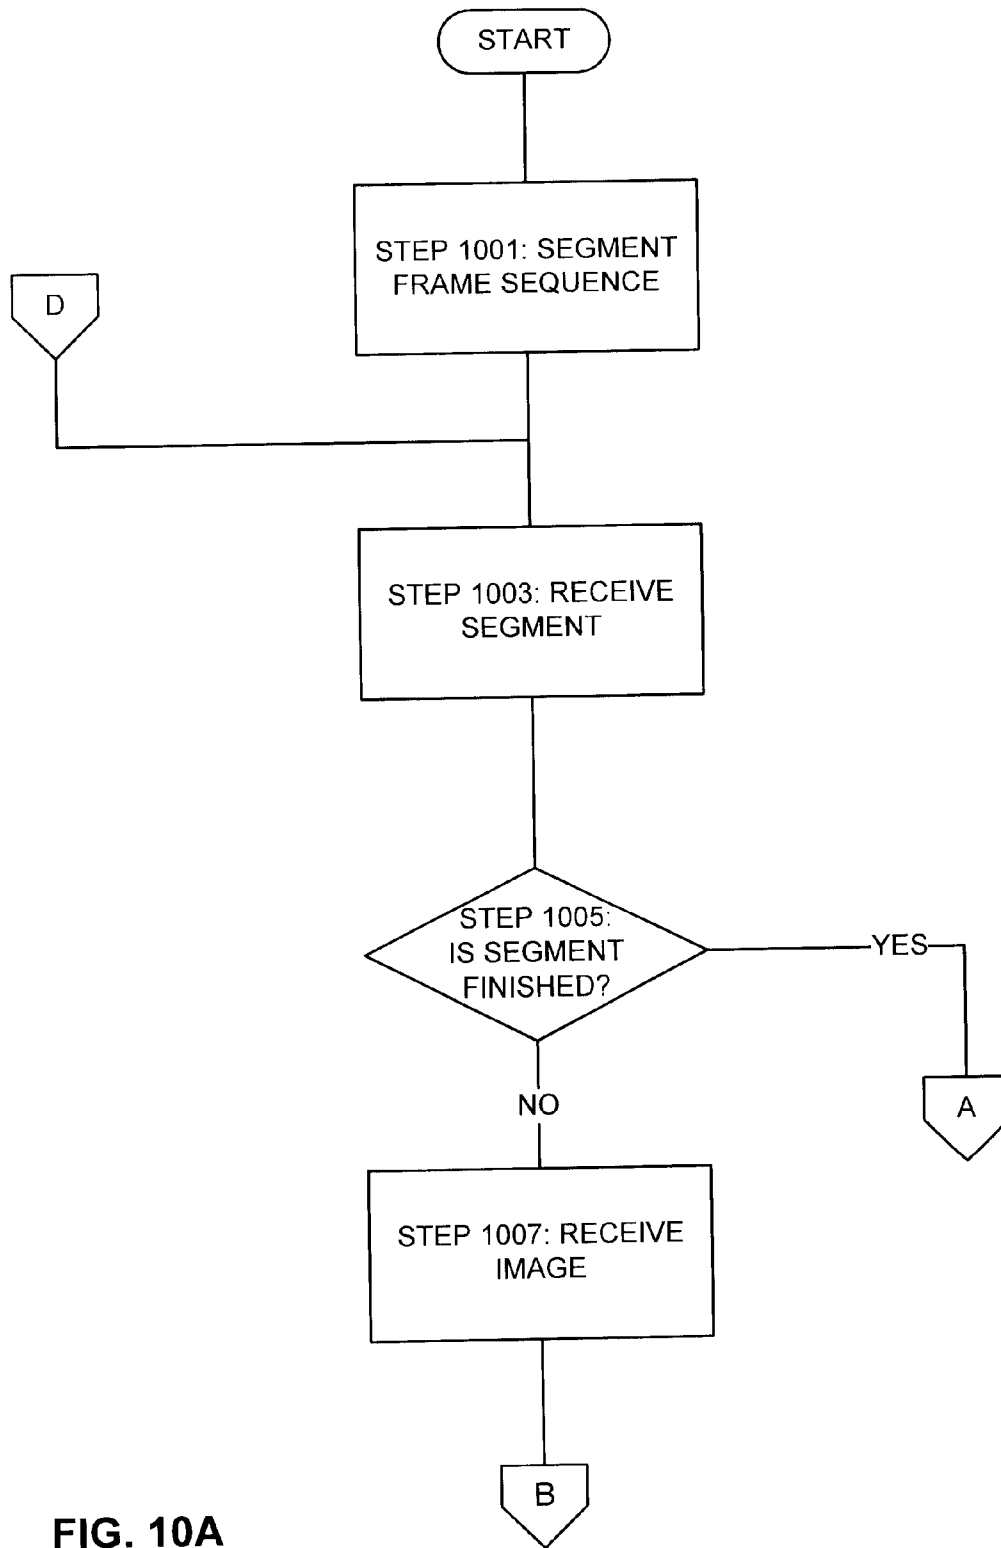 START
STEP 1001: SEGMENT
FRAME SEQUENCE
D
STEP 1003: RECEIVE
SEGMENT
STEP 1005:
IS SEGMENT
FINISHED?
YES
A
NO
STEP 1007: RECEIVE
IMAGE
B
FIG. 10A